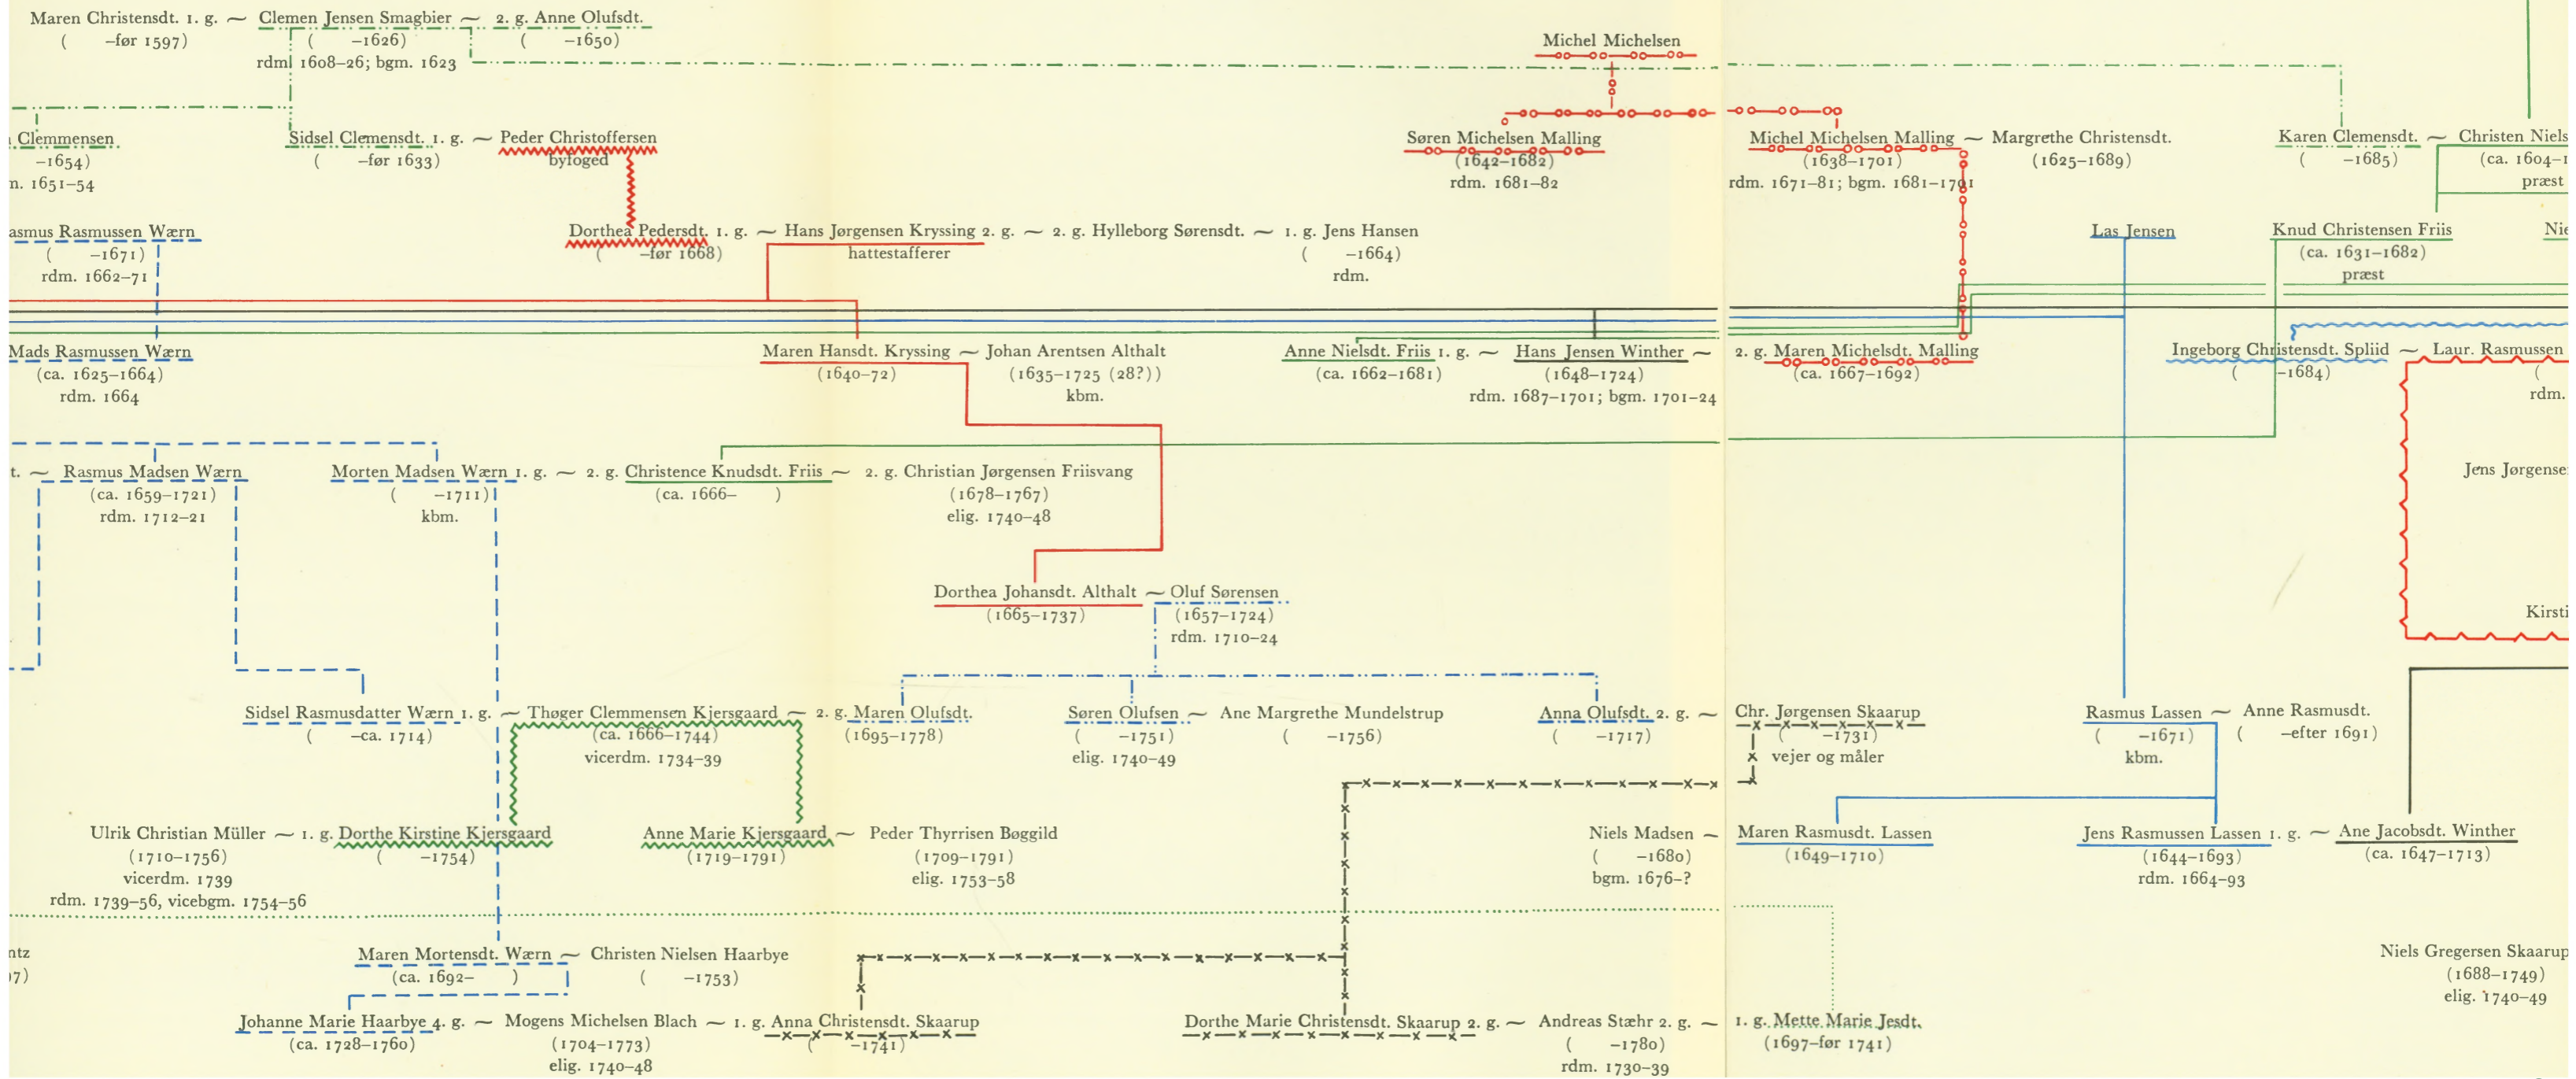 Maren Christensdt. 1. g. ~ Clemen Jensen Smagbier ~ 2. g. Anne Olufsdt.
( –før 1597) ( –1626) ( –1650)
rdm. 1608–26; bgm. 1623
Michel Michelsen
Clemmensen Sidsel Clemensdt. 1. g. ~ Peder Christoffersen Søren Michelsen Malling Michel Michelsen Malling ~ Margrethe Christensdt. Karen Clemensdt. ~ Christen Niels
–1654) ( –før 1633) byfoged (1642–1682) (1638–1701) (1625–1689) ( –1685) (ca. 1604–1
m. 1651–54 rdm. 1681–82 rdm. 1671–81; bgm. 1681–1701 præst
asmus Rasmussen Wærn Dorthea Pedersdt. 1. g. ~ Hans Jørgensen Kryssing 2. g. ~ 2. g. Hylleborg Sørensdt. ~ 1. g. Jens Hansen Las Jensen Knud Christensen Friis Nie
( –1671) ( –før 1668) hattestafferer ( –1664) (ca. 1631–1682)
rdm. 1662–71 rdm. præst
Mads Rasmussen Wærn Maren Hansdt. Kryssing ~ Johan Arentsen Althalt Anne Nielsdt. Friis 1. g. ~ Hans Jensen Winther ~ 2. g. Maren Michelsdt. Malling Ingeborg Christensdt. Spliid ~ Laur. Rasmussen
(ca. 1625–1664) (1640–72) (1635–1725 (28?)) (ca. 1662–1681) (1648–1724) (ca. 1667–1692) ( –1684) (
rdm. 1664 kbm. rdm. 1687–1701; bgm. 1701–24 rdm.
t. ~ Rasmus Madsen Wærn Morten Madsen Wærn 1. g. ~ 2. g. Christence Knudsdt. Friis ~ 2. g. Christian Jørgensen Friisvang Jens Jørgense
(ca. 1659–1721) ( –1711) (ca. 1666– ) (1678–1767)
rdm. 1712–21 kbm. elig. 1740–48
Dorthea Johansdt. Althalt ~ Oluf Sørensen Kirsti
(1665–1737) (1657–1724)
rdm. 1710–24
Sidsel Rasmusdatter Wærn 1. g. ~ Thøger Clemmensen Kjersgaard ~ 2. g. Maren Olufsdt. Søren Olufsen ~ Ane Margrethe Mundelstrup Anna Olufsdt. 2. g. ~ Chr. Jørgensen Skaarup Rasmus Lassen ~ Anne Rasmusdt.
( –ca. 1714) (ca. 1666–1744) (1695–1778) ( –1751) ( –1756) ( –1717) ( –1731) ( –1671) ( –efter 1691)
vicerdm. 1734–39 elig. 1740–49 vejer og måler kbm.
Ulrik Christian Müller ~ 1. g. Dorthe Kirstine Kjersgaard Anne Marie Kjersgaard ~ Peder Thyrrisen Bøggild Niels Madsen ~ Maren Rasmusdt. Lassen Jens Rasmussen Lassen 1. g. ~ Ane Jacobsdt. Winther
(1710–1756) ( –1754) (1719–1791) (1709–1791) ( –1680) (1649–1710) (1644–1693) (ca. 1647–1713)
vicerdm. 1739 elig. 1753–58 bgm. 1676–? rdm. 1664–93
rdm. 1739–56, vicebgm. 1754–56
ntz Maren Mortensdt. Wærn ~ Christen Nielsen Haarbye Niels Gregersen Skaarup
97) (ca. 1692– ) ( –1753) (1688–1749)
elig. 1740–49
Johanne Marie Haarbye 4. g. ~ Mogens Michelsen Blach ~ 1. g. Anna Christensdt. Skaarup Dorthe Marie Christensdt. Skaarup 2. g. ~ Andreas Stæhr 2. g. ~ 1. g. Mette Marie Jesdt.
(ca. 1728–1760) (1704–1773) ( –1741) ( –1780) (1697–før 1741)
elig. 1740–48 rdm. 1730–39